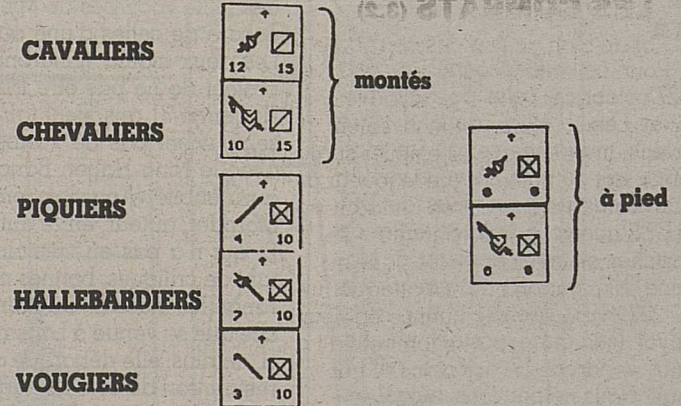 CAVALIERS
12 15
montés
CHEVALIERS
10 15
PIQUIERS
4 10
à pied
HALLEBARDIERS
7 10
VOUGIERS
3 10